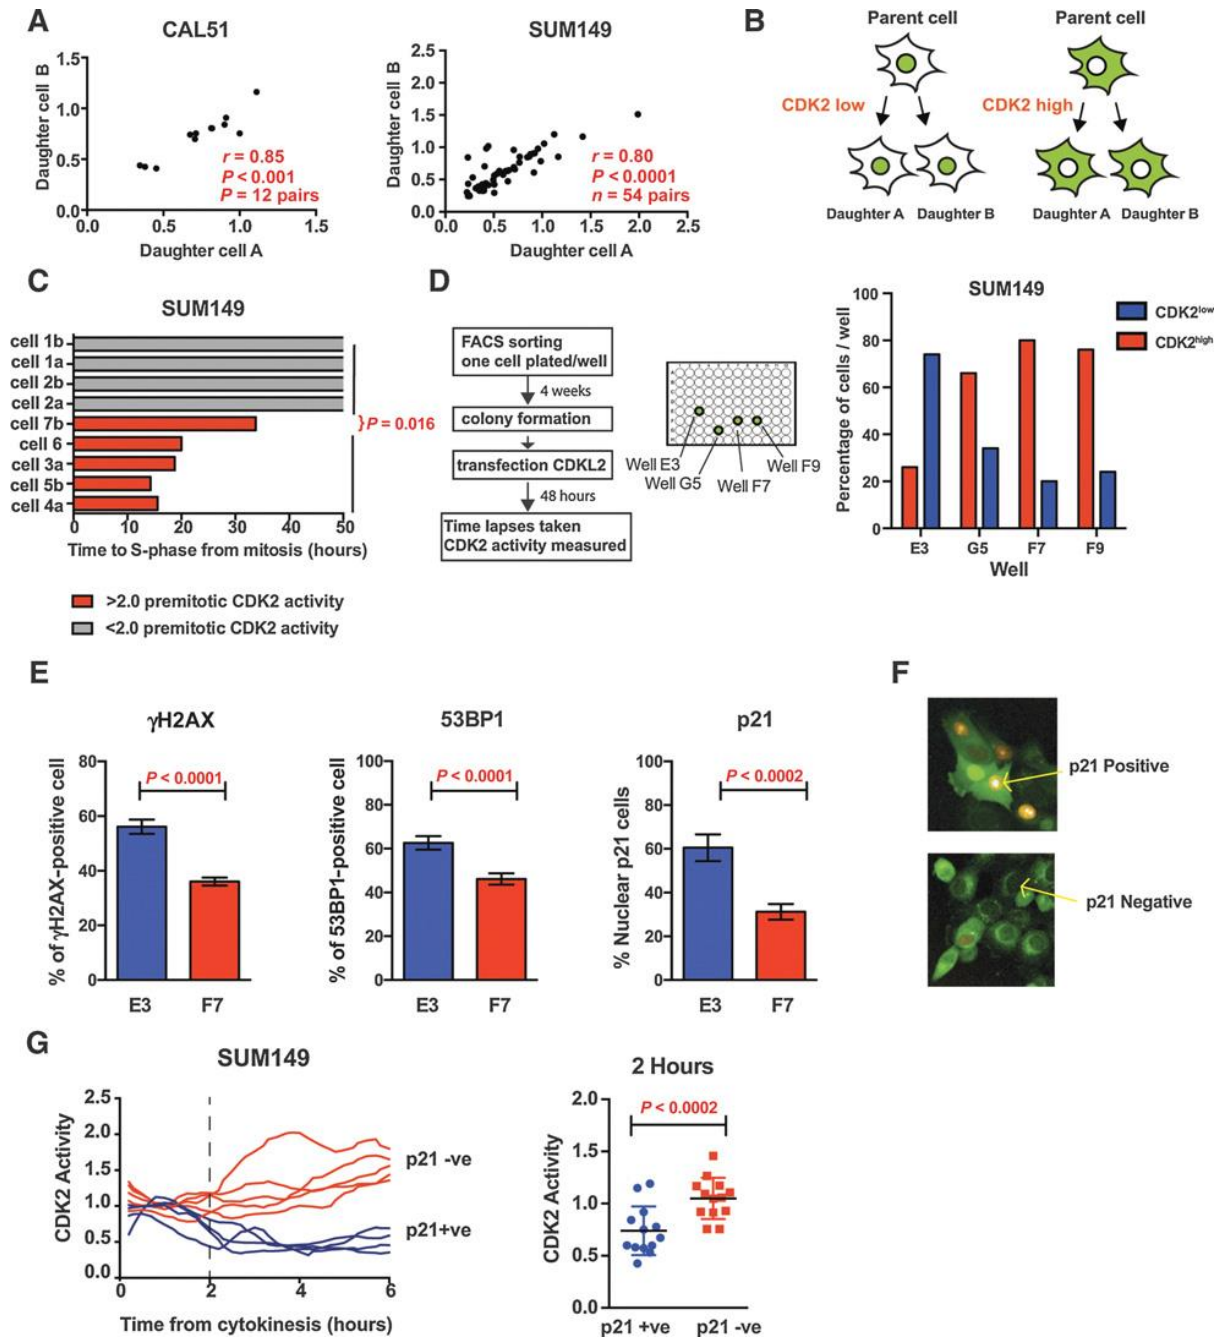 A
CAL51
Daughter cell B
1.5
1.0
0.5
0.0
0.0 0.5 1.0 1.5
Daughter cell A
r = 0.85
P < 0.001
P = 12 pairs
SUM149
Daughter cell B
2.5
2.0
1.5
1.0
0.5
0.0
0.0 0.5 1.0 1.5 2.0 2.5
Daughter cell A
r = 0.80
P < 0.0001
n = 54 pairs
B
Parent cell
CDK2 low
Daughter A Daughter B
Parent cell
CDK2 high
Daughter A Daughter B
C
SUM149
cell 1b
cell 1a
cell 2b
cell 2a
cell 7b
cell 6
cell 3a
cell 5b
cell 4a
}P = 0.016
0 10 20 30 40 50
Time to S-phase from mitosis (hours)
>2.0 premitotic CDK2 activity
<2.0 premitotic CDK2 activity
D
FACS sorting
one cell plated/well
4 weeks
colony formation
transfection CDKL2
48 hours
Time lapses taken
CDK2 activity measured
Well E3
Well G5
Well F7
Well F9
SUM149
Percentage of cells / well
100
80
60
40
20
0
E3 G5 F7 F9
Well
CDK2low
CDK2high
E
γH2AX
% of γH2AX-positive cell
80
60
40
20
0
P < 0.0001
E3 F7
53BP1
% of 53BP1-positive cell
100
80
60
40
20
0
P < 0.0001
E3 F7
p21
% Nuclear p21 cells
100
80
60
40
20
0
P < 0.0002
E3 F7
F
p21 Positive
p21 Negative
G
SUM149
CDK2 Activity
2.5
2.0
1.5
1.0
0.5
0.0
0 2 4 6
Time from cytokinesis (hours)
p21 -ve
p21+ve
2 Hours
CDK2 Activity
2.0
1.5
1.0
0.5
0.0
P < 0.0002
p21 +ve p21 -ve